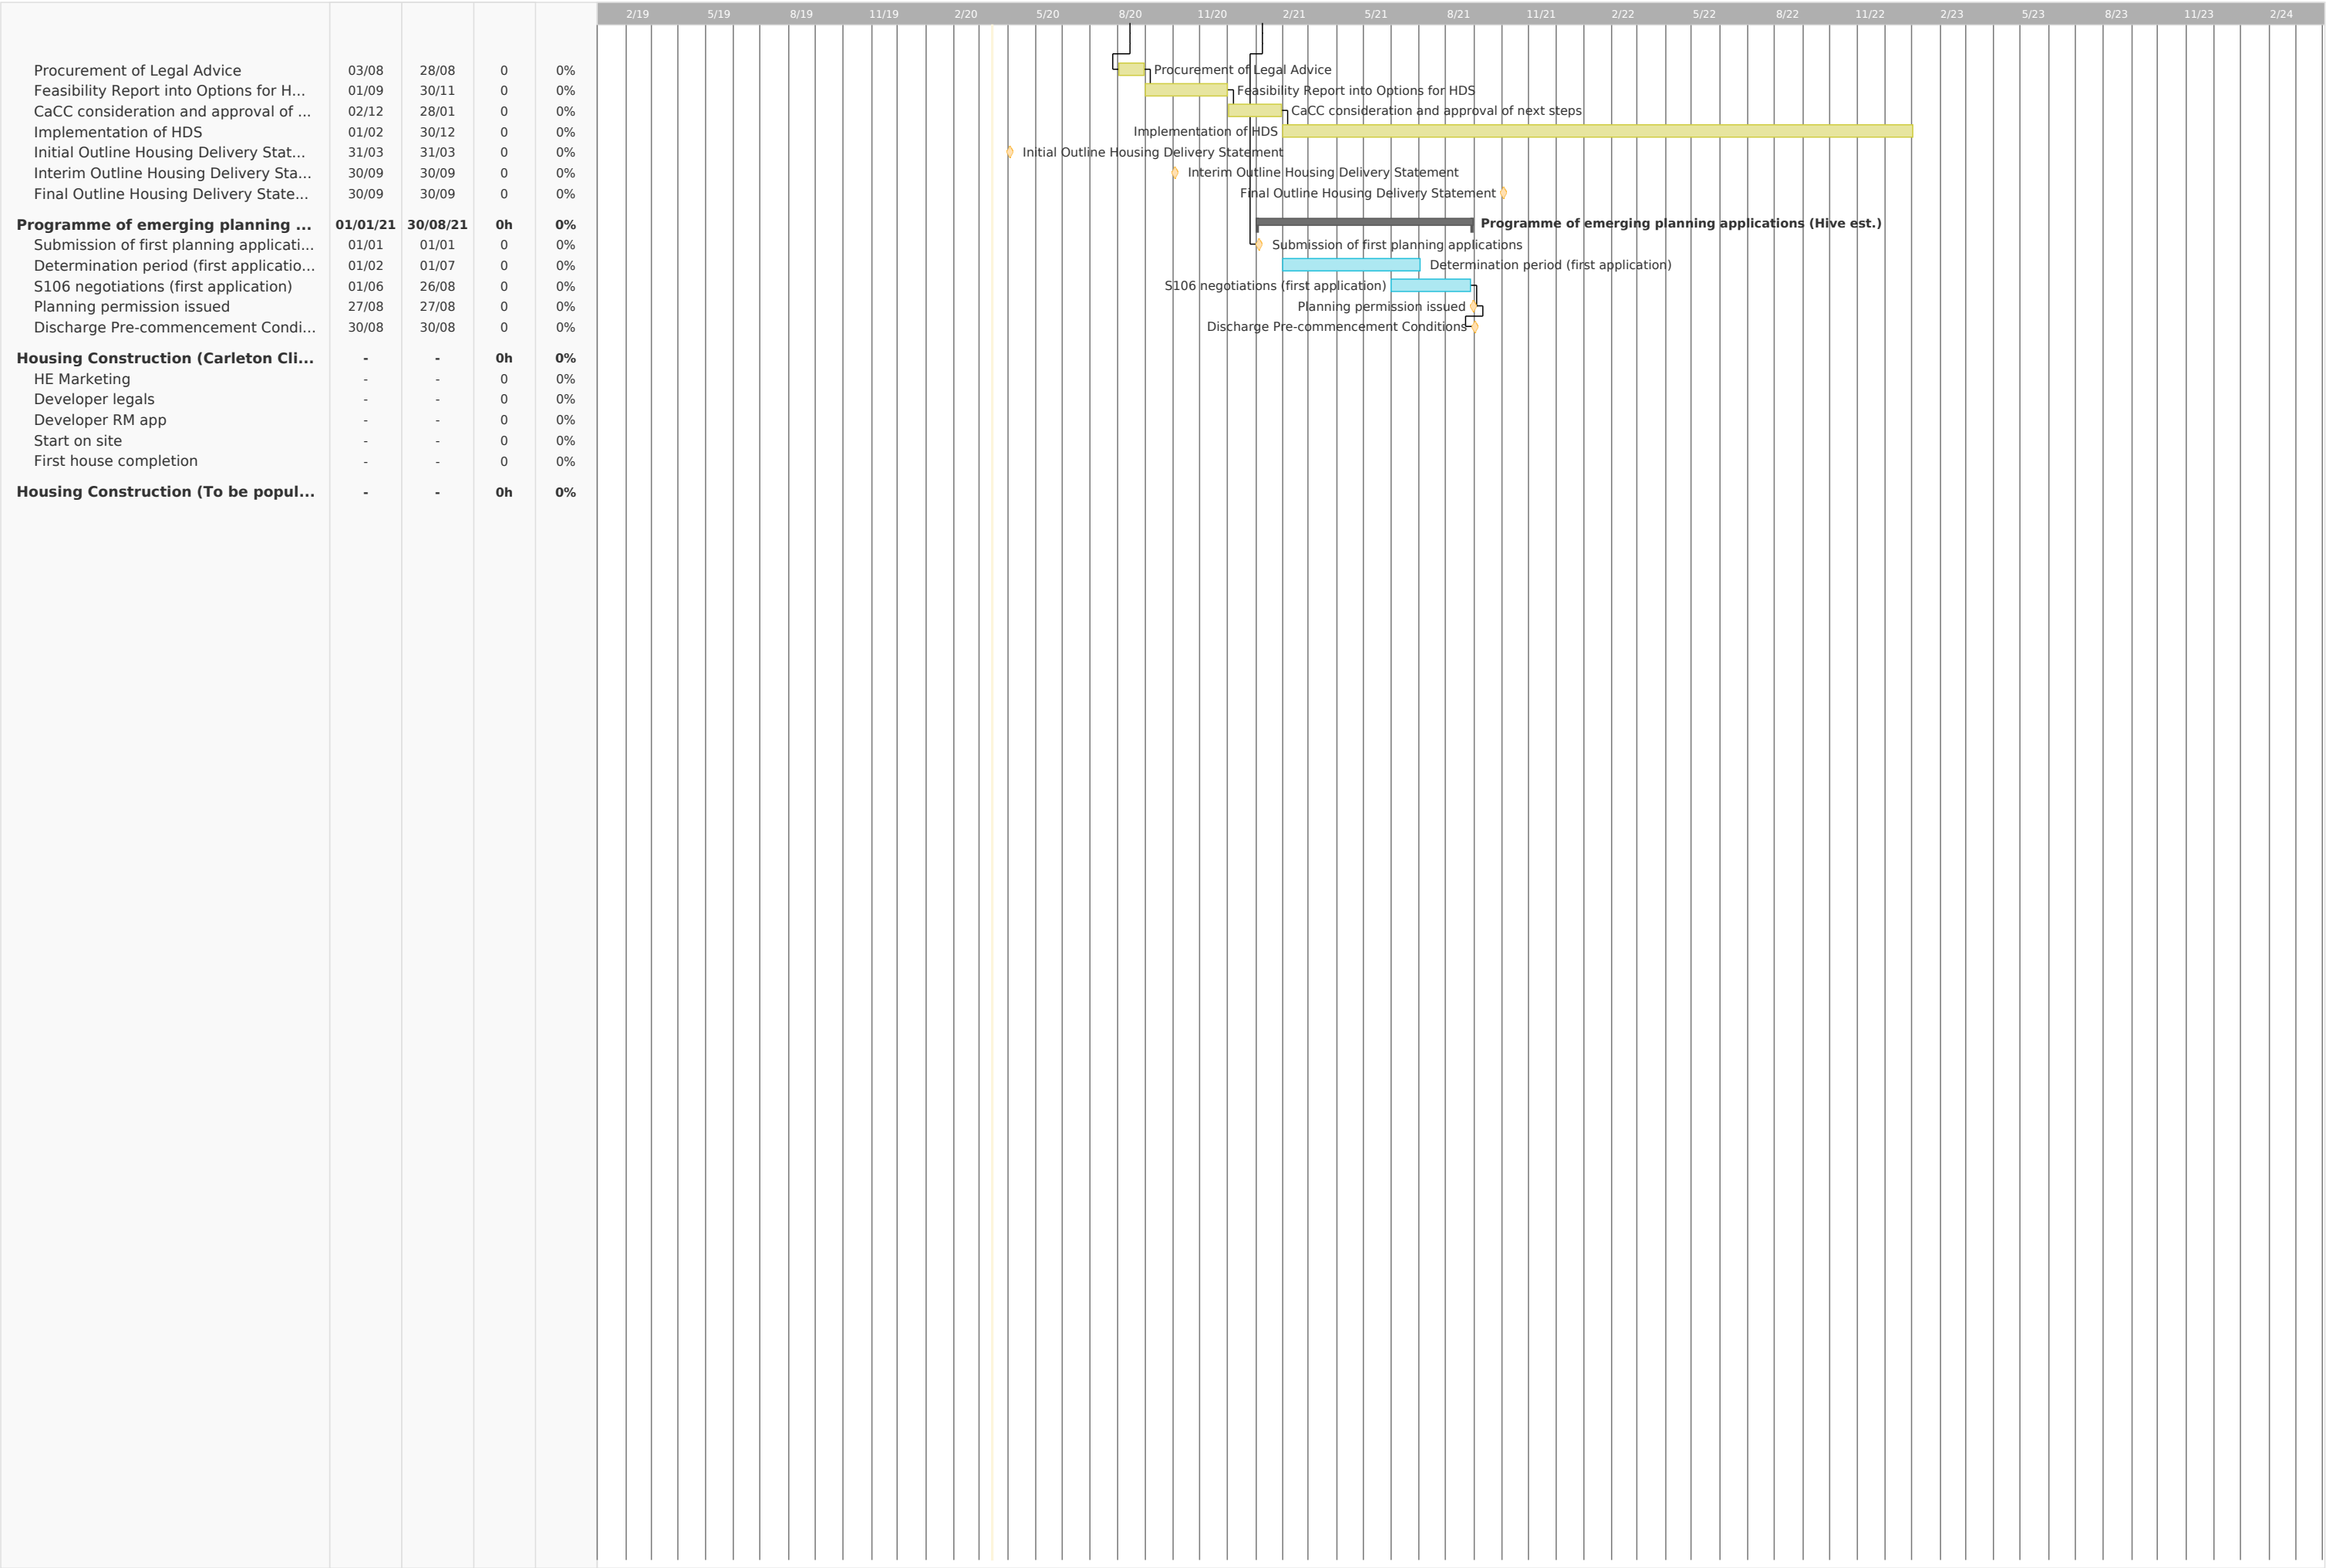 2/19 5/19 8/19 11/19 2/20 5/20 8/20 11/20 2/21 5/21 8/21 11/21 2/22 5/22 8/22 11/22 2/23 5/23 8/23 11/23 2/24
Procurement of Legal Advice 03/08 28/08 0 0% Procurement of Legal Advice
Feasibility Report into Options for H... 01/09 30/11 0 0% Feasibility Report into Options for HDS
CaCC consideration and approval of ... 02/12 28/01 0 0% CaCC consideration and approval of next steps
Implementation of HDS 01/02 30/12 0 0% Implementation of HDS
Initial Outline Housing Delivery Stat... 31/03 31/03 0 0% Initial Outline Housing Delivery Statement
Interim Outline Housing Delivery Sta... 30/09 30/09 0 0% Interim Outline Housing Delivery Statement
Final Outline Housing Delivery State... 30/09 30/09 0 0% Final Outline Housing Delivery Statement
Programme of emerging planning ... 01/01/21 30/08/21 0h 0% Programme of emerging planning applications (Hive est.)
Submission of first planning applicati... 01/01 01/01 0 0% Submission of first planning applications
Determination period (first applicatio... 01/02 01/07 0 0% Determination period (first application)
S106 negotiations (first application) 01/06 26/08 0 0% S106 negotiations (first application)
Planning permission issued 27/08 27/08 0 0% Planning permission issued
Discharge Pre-commencement Condi... 30/08 30/08 0 0% Discharge Pre-commencement Conditions
Housing Construction (Carleton Cli... - - 0h 0%
HE Marketing - - 0 0%
Developer legals - - 0 0%
Developer RM app - - 0 0%
Start on site - - 0 0%
First house completion - - 0 0%
Housing Construction (To be popul... - - 0h 0%